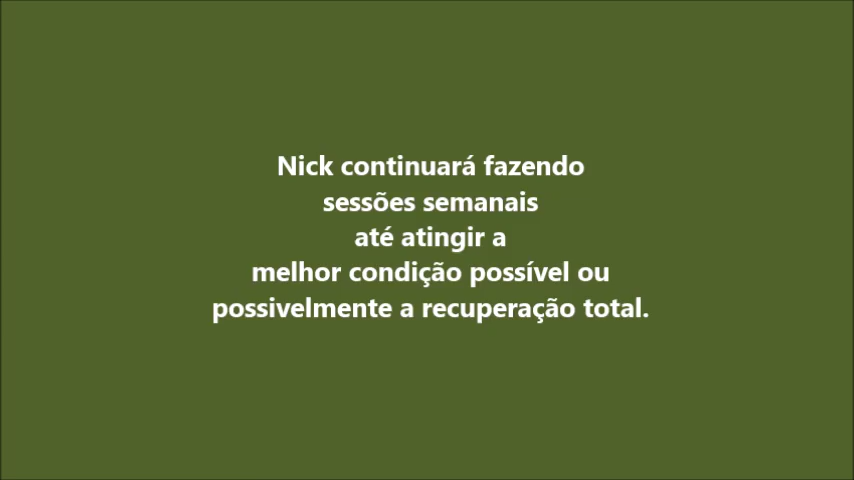 Nick continuará fazendo
sessões semanais
até atingir a
melhor condição possível ou
possivelmente a recuperação total.